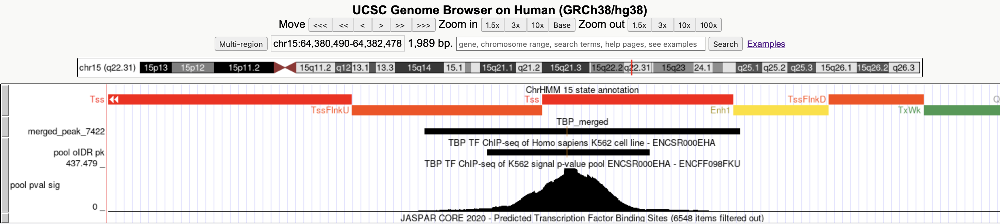 UCSC Genome Browser on Human (GRCh38/hg38)
Move <<< << < > >> >>> Zoom in 1.5x 3x 10x Base Zoom out 1.5x 3x 10x 100x
Multi-region chr15:64,380,490-64,382,478 1,989 bp. gene, chromosome range, search terms, help pages, see examples Search Examples
chr15 (q22.31) 15p13 15p12 15p11.2 15q11.2 q12 13.1 13.3 15q14 15.1 15q21.1 q21.2 15q21.3 15q22.2 q22.31 15q23 24.1 q25.1 q25.2 q25.3 15q26.1 15q26.2 q26.3
ChrHMM 15 state annotation
Tss Tss TssFlnkD Q
TssFlnkU Enh1 TxWk
TBP_merged
merged_peak_7422
TBP TF ChIP-seq of Homo sapiens K562 cell line - ENCSR000EHA
pool oIDR pk
437.479 _ TBP TF ChIP-seq of K562 signal p-value pool ENCSR000EHA - ENCFF098FKU
pool pval sig
0 _
JASPAR CORE 2020 - Predicted Transcription Factor Binding Sites (6548 items filtered out)